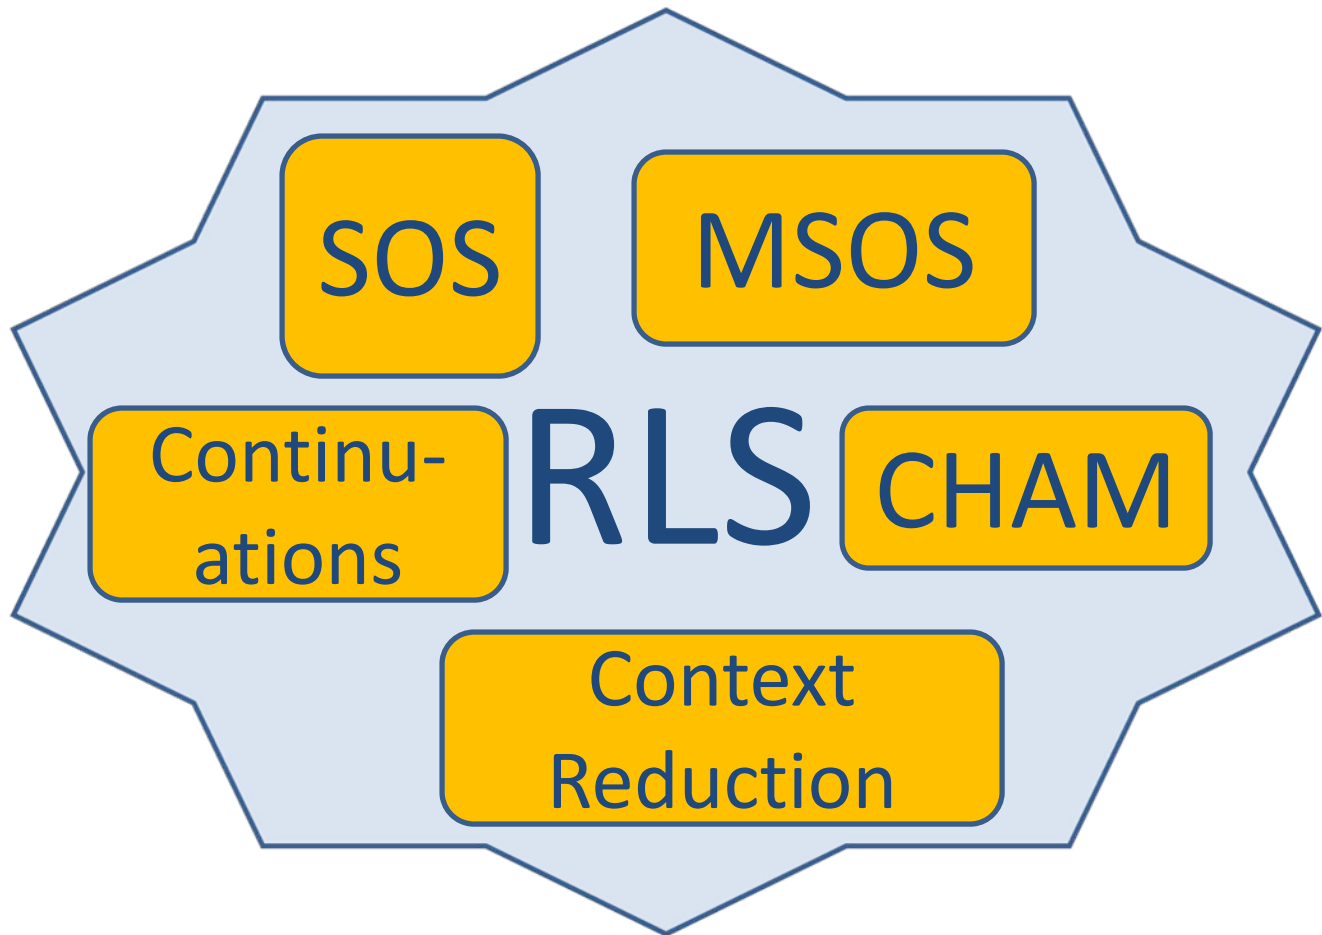 SOS
MSOS
Continu-
ations
RLS
CHAM
Context
Reduction